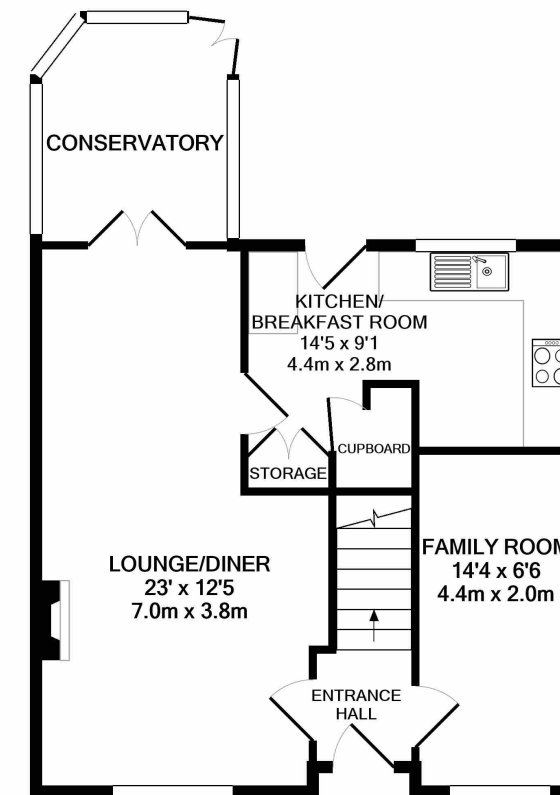 CONSERVATORY
KITCHEN/
BREAKFAST ROOM
14'5 x 9'1
4.4m x 2.8m
CUPBOARD
STORAGE
LOUNGE/DINER
23' x 12'5
7.0m x 3.8m
FAMILY ROOM
14'4 x 6'6
4.4m x 2.0m
ENTRANCE
HALL